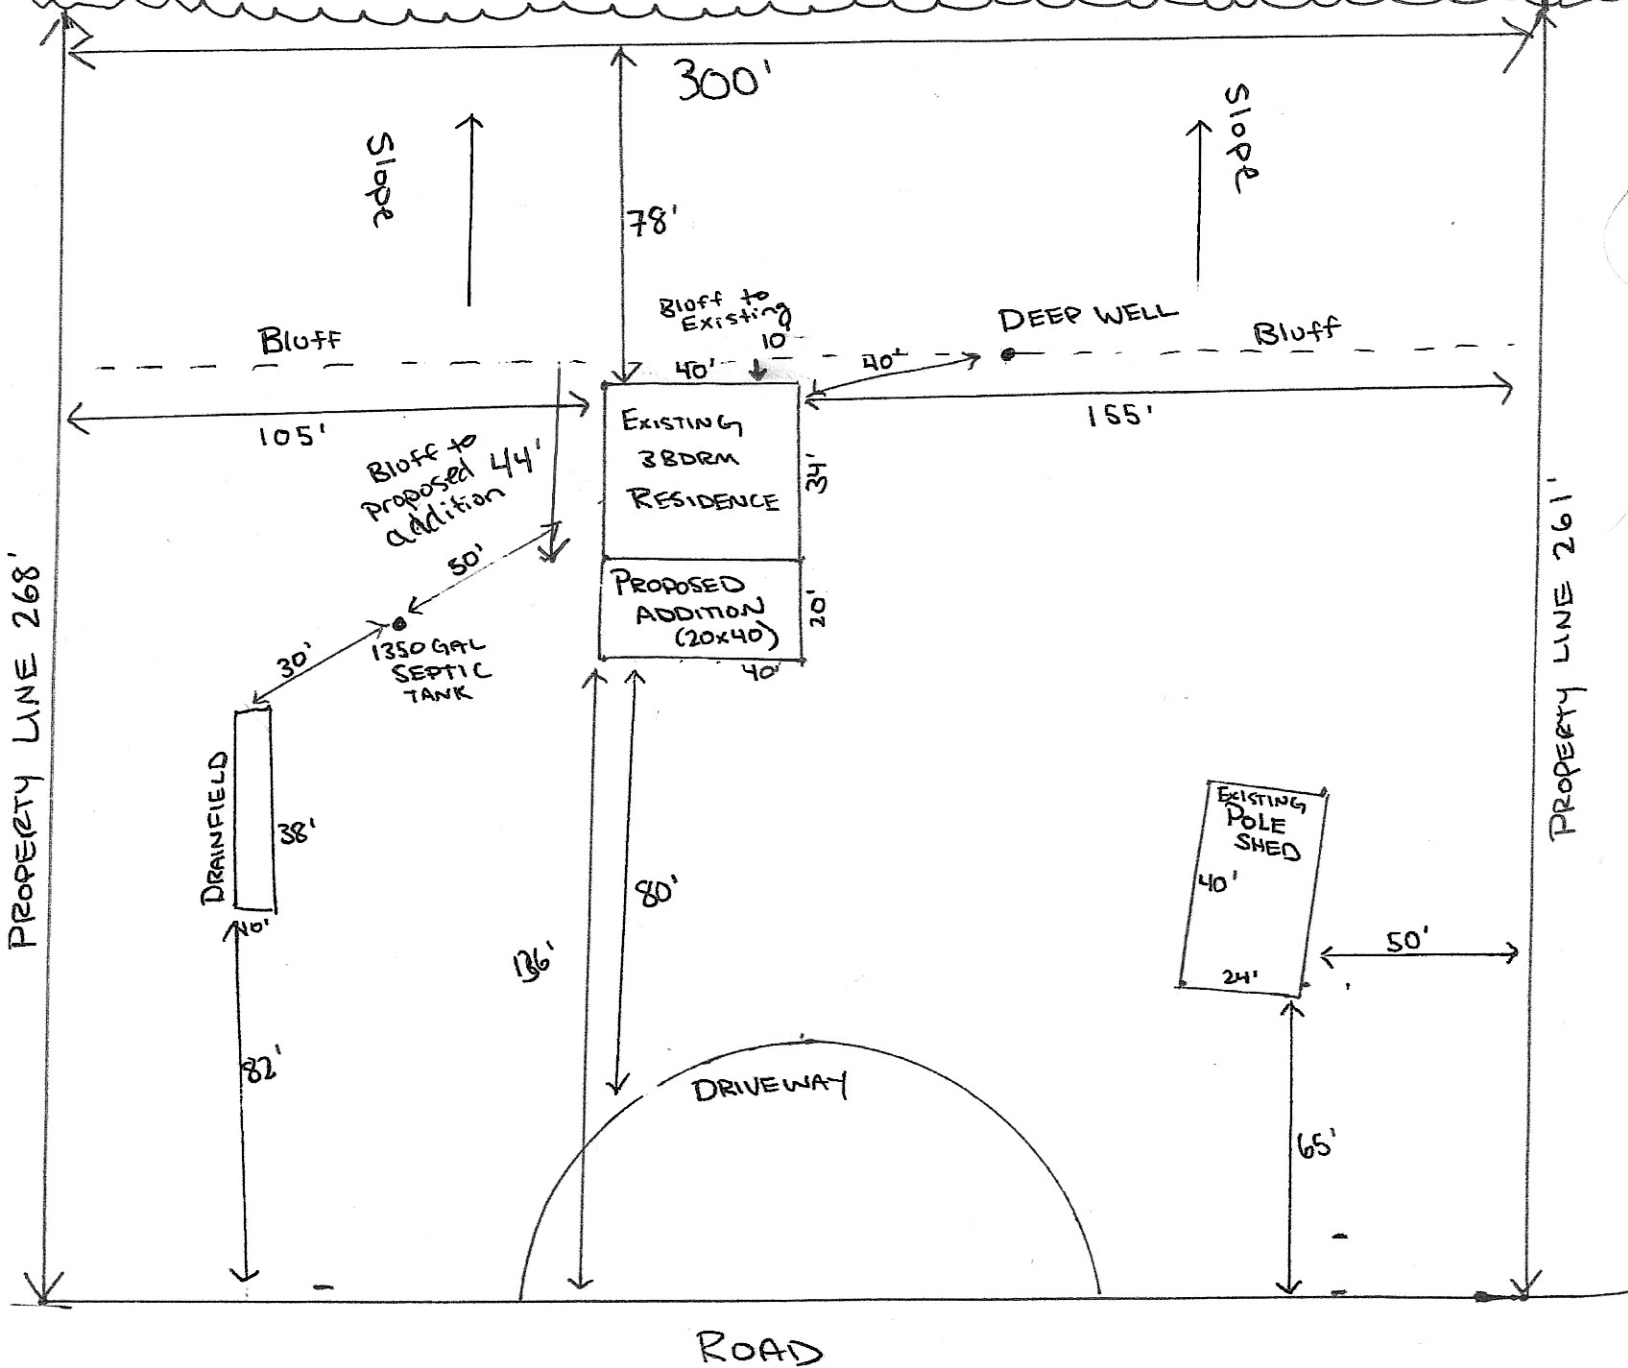 300'
Slope
Slope
78'
Bluff to
Existing
10'
DEEP WELL
Bluff
Bluff
40'
40'
105'
155'
EXISTING
3BDRM
RESIDENCE
34'
Bluff to
proposed 44'
addition
50'
PROPOSED
ADDITION
(20x40)
20'
40'
30'
1350 GAL
SEPTIC
TANK
PROPERTY LINE 268'
PROPERTY LINE 261'
DRAINFIELD
38'
10'
82'
136'
80'
EXISTING
POLE
SHED
40'
24'
50'
65'
DRIVEWAY
ROAD